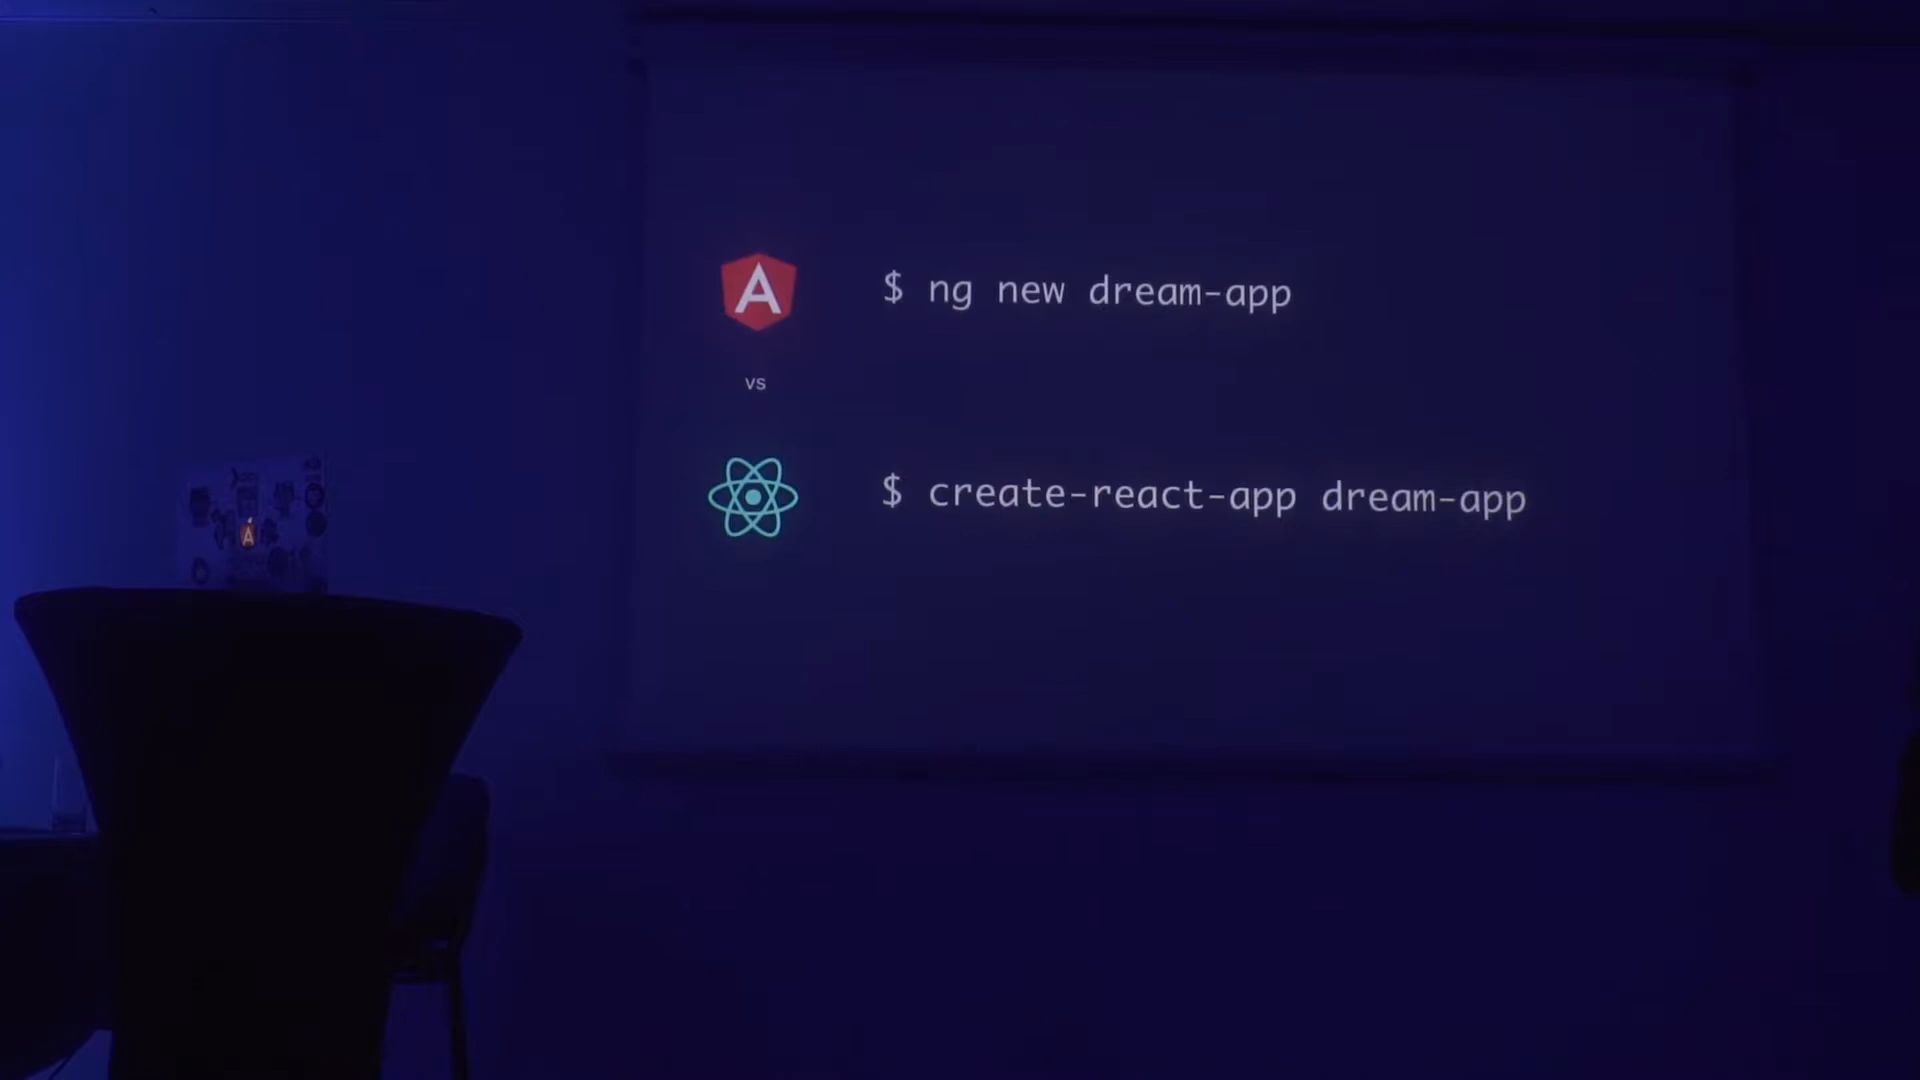 $ ng new dream-app
vs
$ create-react-app dream-app